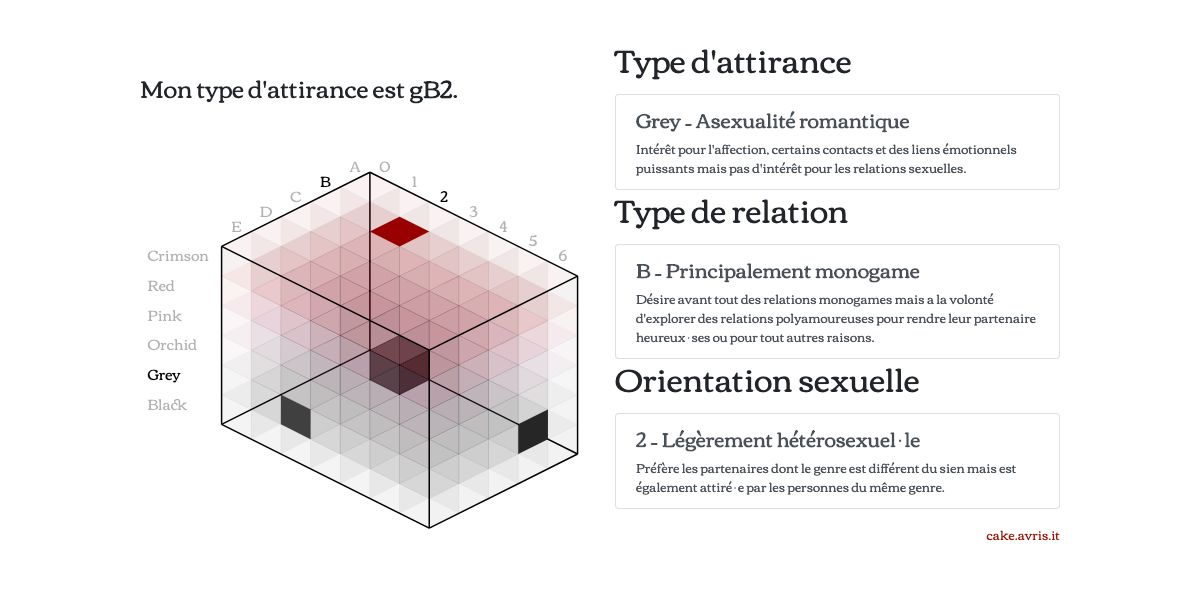 Mon type d'attirance est gB2.
A O
B 1
C 2
D 3
E 4
5
6
Crimson
Red
Pink
Orchid
Grey
Black
Type d'attirance
Grey - Asexualité romantique
Intérêt pour l'affection, certains contacts et des liens émotionnels
puissants mais pas d'intérêt pour les relations sexuelles.
Type de relation
B - Principalement monogame
Désire avant tout des relations monogames mais a la volonté
d'explorer des relations polyamoureuses pour rendre leur partenaire
heureux·ses ou pour tout autres raisons.
Orientation sexuelle
2 - Légèrement hétérosexuel·le
Préfère les partenaires dont le genre est différent du sien mais est
également attiré·e par les personnes du même genre.
cake.avris.it